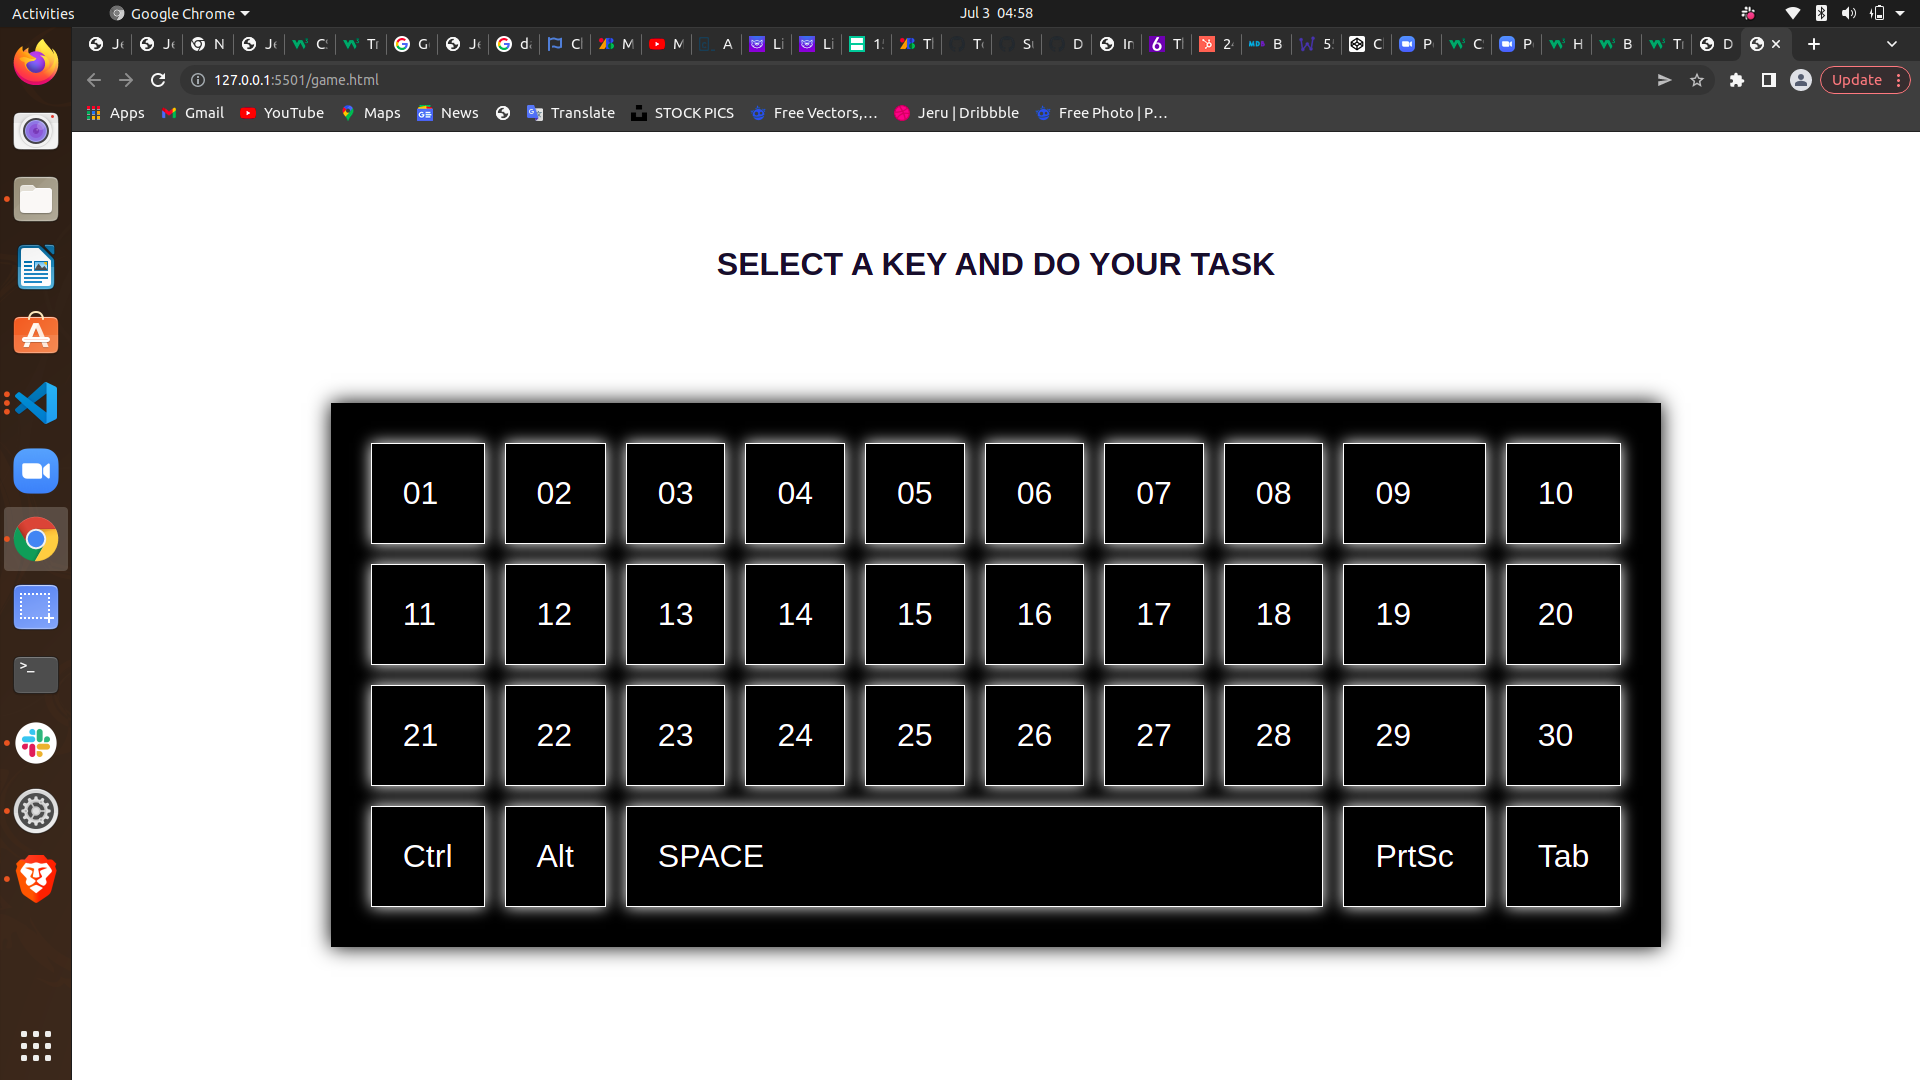 Activities Google Chrome Jul 3 04:58
127.0.0.1:5501/game.html Update
Apps Gmail YouTube Maps News Translate STOCK PICS Free Vectors,... Jeru | Dribbble Free Photo | P...
SELECT A KEY AND DO YOUR TASK
01 02 03 04 05 06 07 08 09 10
11 12 13 14 15 16 17 18 19 20
21 22 23 24 25 26 27 28 29 30
Ctrl Alt SPACE PrtSc Tab